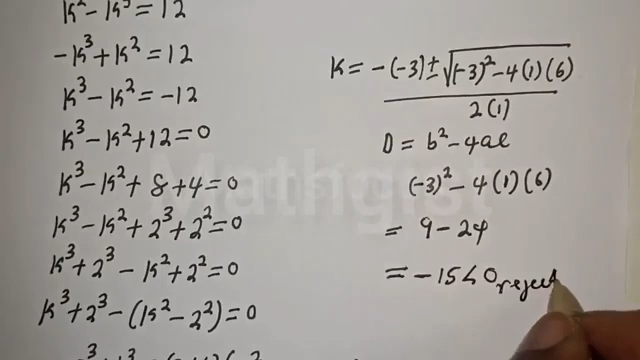 k² - k³ = 12
-k³ + k² = 12
k³ - k² = -12
k³ - k² + 12 = 0
k³ - k² + 8 + 4 = 0
k³ - k² + 2³ + 2² = 0
k³ + 2³ - k² + 2² = 0
k³ + 2³ - (k² - 2²) = 0
k = -(-3) ± √(-3)² - 4(1)(6)
2(1)
D = b² - 4ac
(-3)² - 4(1)(6)
= 9 - 24
= -15 < 0 reject
Mathgist